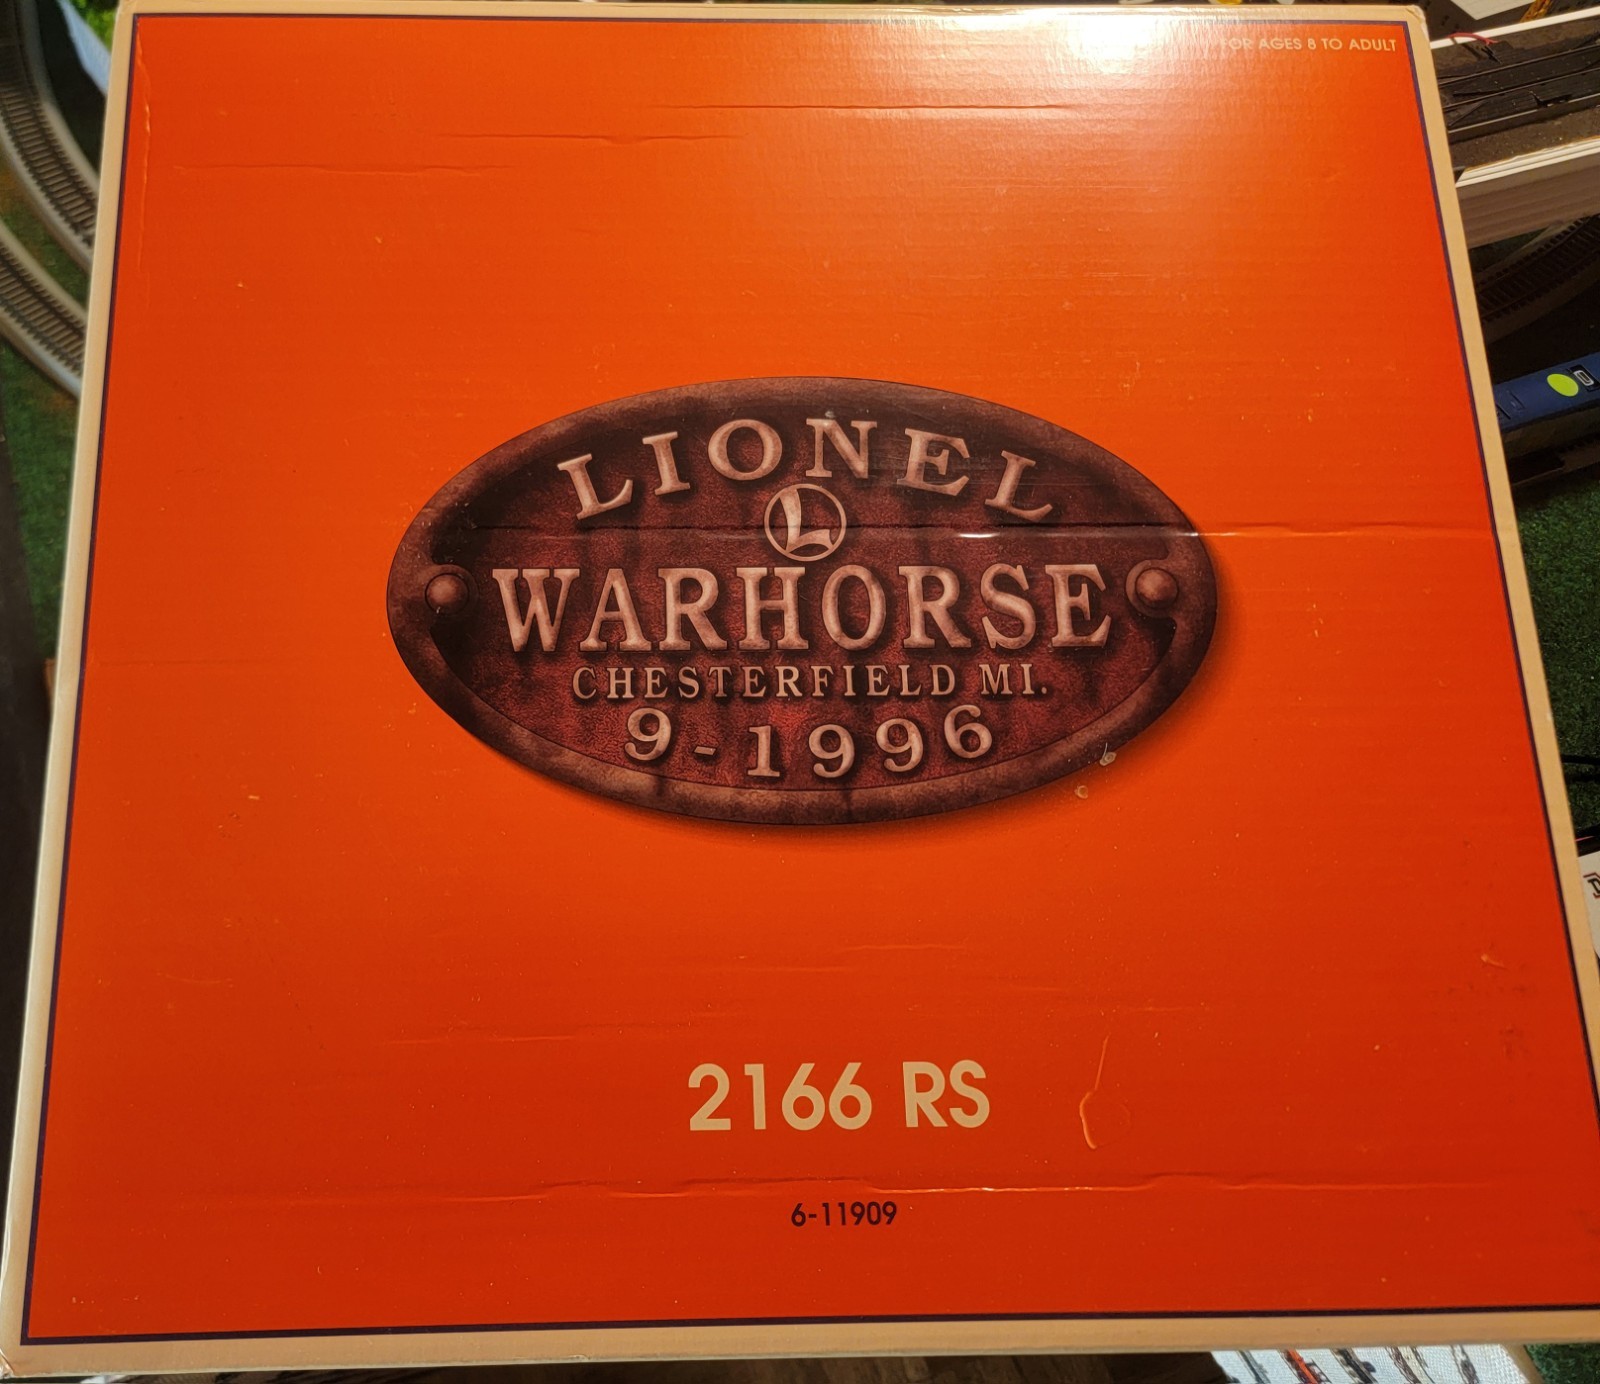 FOR AGES 8 TO ADULT
LIONEL
L
WARHORSE
CHESTERFIELD MI.
9-1996
2166 RS
6-11909